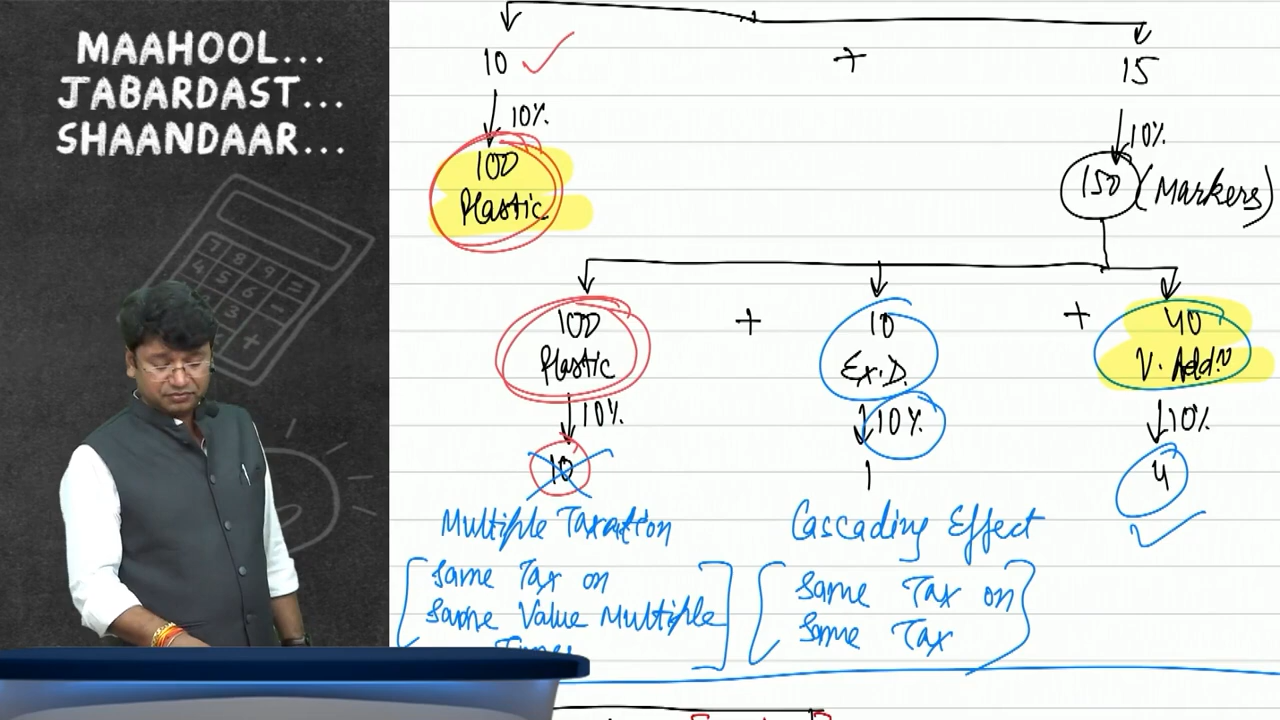 MAAHOOL...
JABARDAST...
SHAANDAAR...
10 + 15
10% 10%
100 Plastic
150 (Markers)
100 Plastic + 10 Ex.D. + 40 V. Addn
10% 10% 10%
10 1 4
Multiple Taxation
[Same Tax on
Same Value Multiple
Times]
Cascading Effect
[Same Tax on
Same Tax]